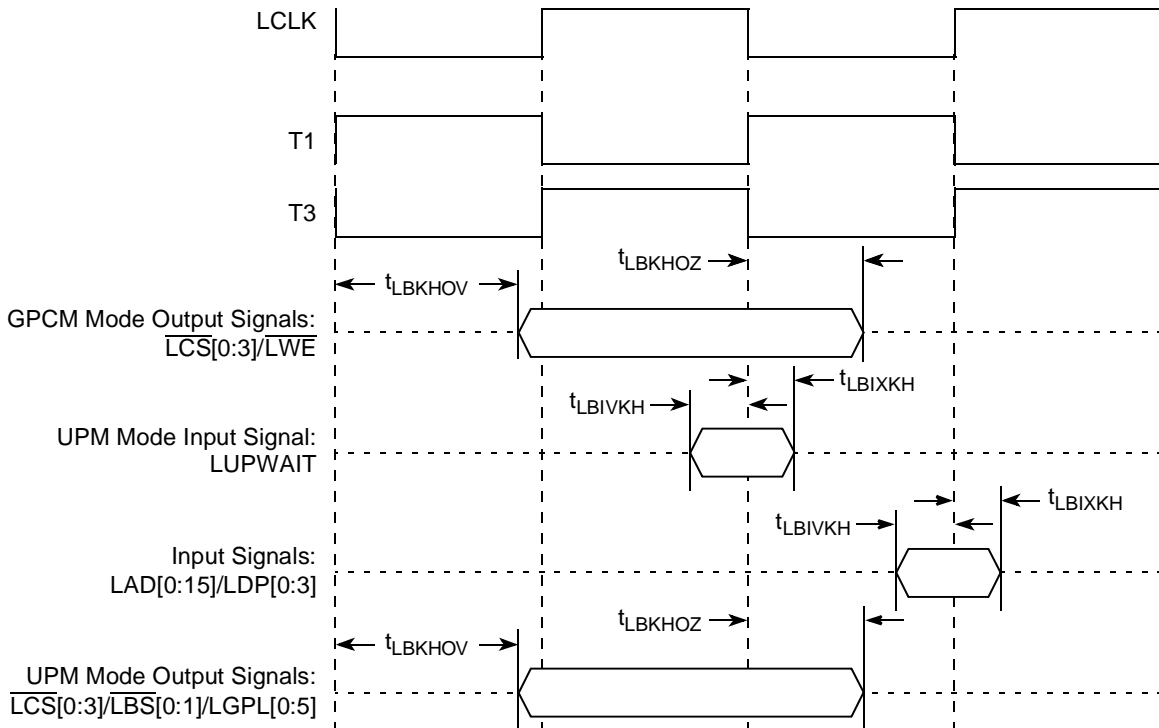 LCLK
T1
T3
tLBKHOZ
tLBKHOV
GPCM Mode Output Signals:
LCS[0:3]/LWE
tLBIXKH
tLBIVKH
UPM Mode Input Signal:
LUPWAIT
tLBIXKH
tLBIVKH
Input Signals:
LAD[0:15]/LDP[0:3]
tLBKHOZ
tLBKHOV
UPM Mode Output Signals:
LCS[0:3]/LBS[0:1]/LGPL[0:5]